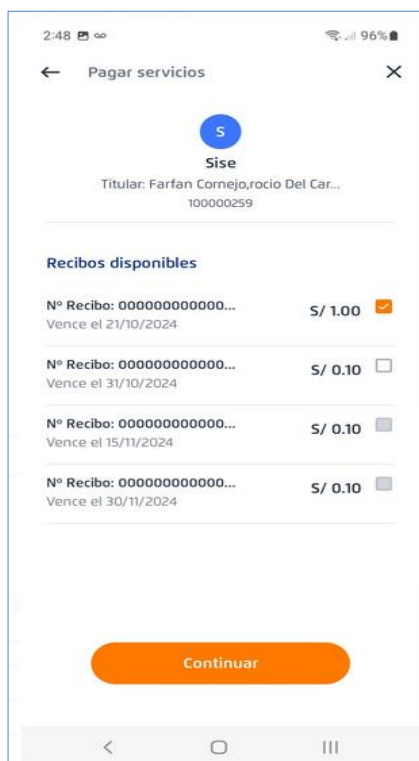 2:48 96%
Pagar servicios
S
Sise
Titular: Farfan Cornejo,rocio Del Car...
100000259
Recibos disponibles
Nº Recibo: 000000000000... S/ 1.00
Vence el 21/10/2024
Nº Recibo: 000000000000... S/ 0.10
Vence el 31/10/2024
Nº Recibo: 000000000000... S/ 0.10
Vence el 15/11/2024
Nº Recibo: 000000000000... S/ 0.10
Vence el 30/11/2024
Continuar